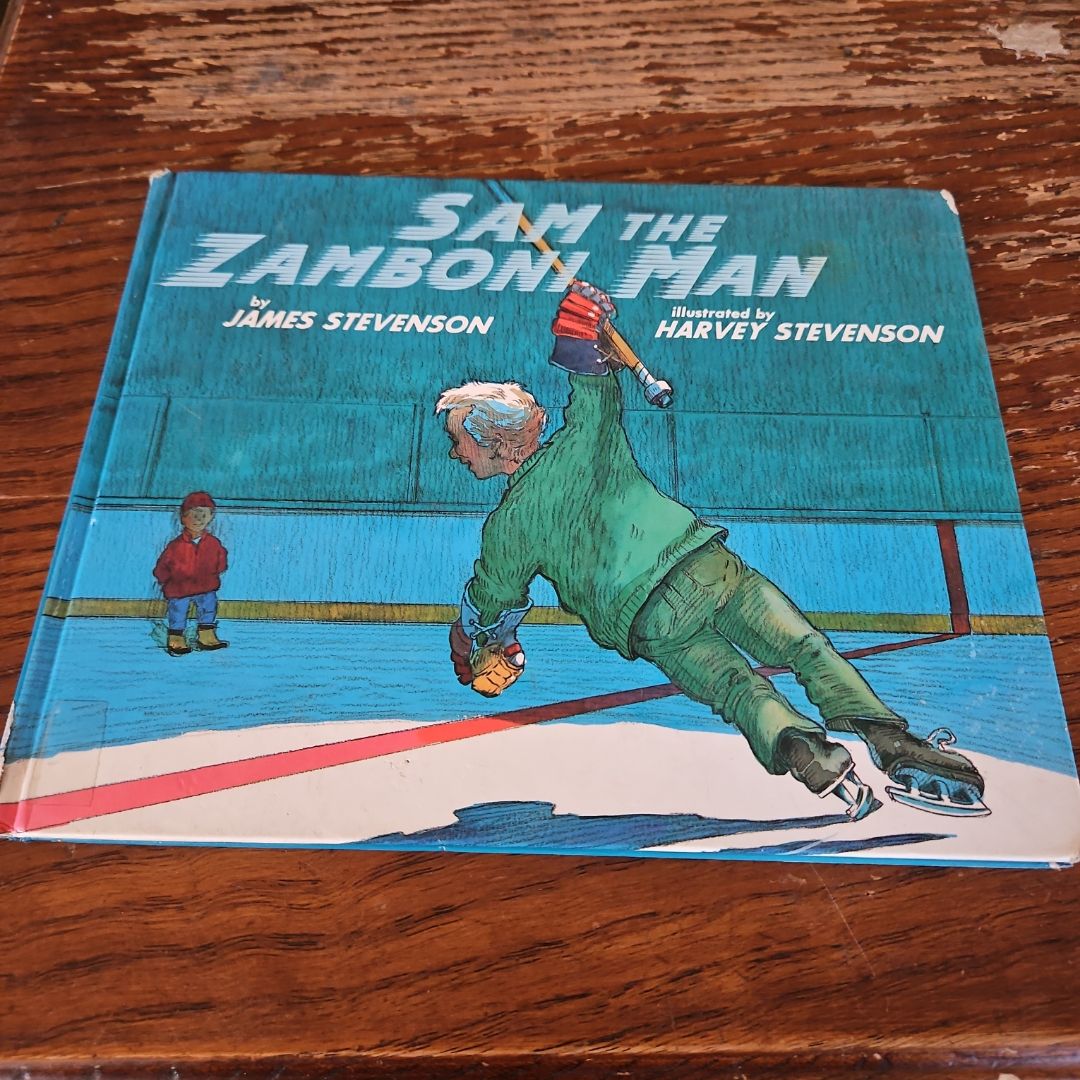 SAM THE
ZAMBONI MAN
by
JAMES STEVENSON
illustrated by
HARVEY STEVENSON